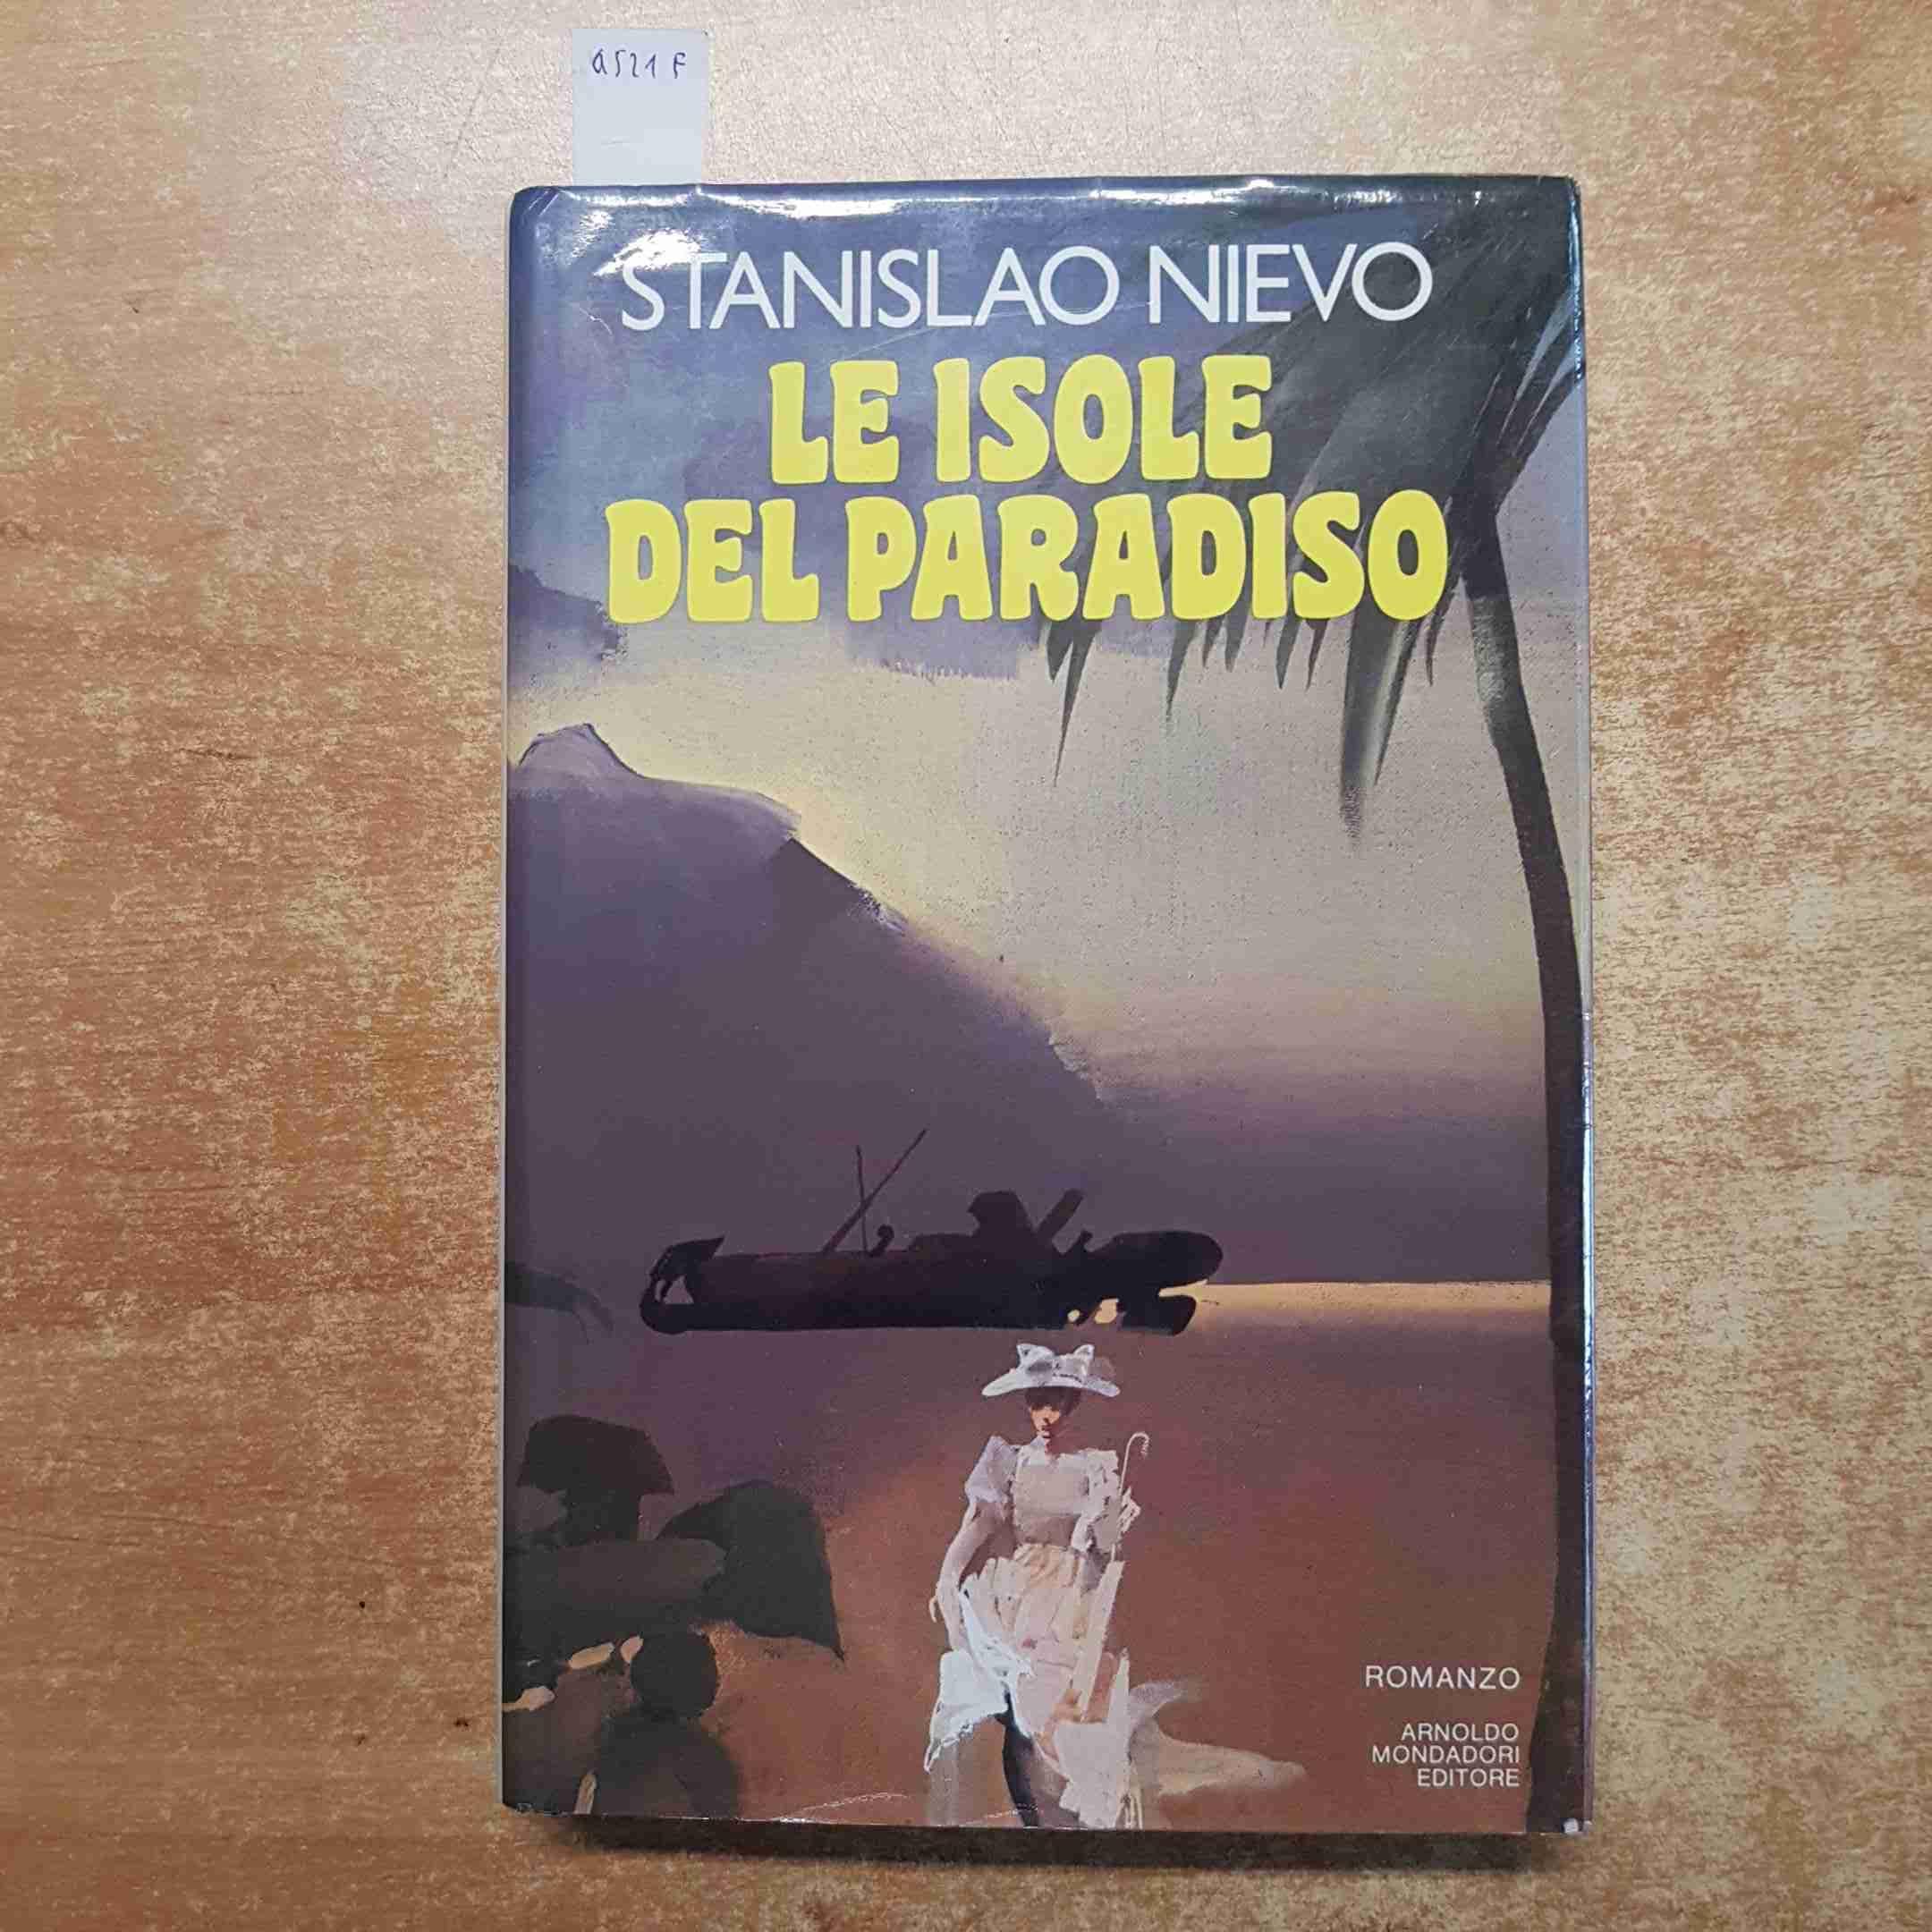 a521 F
STANISLAO NIEVO
LE ISOLE
DEL PARADISO
ROMANZO
ARNOLDO
MONDADORI
EDITORE